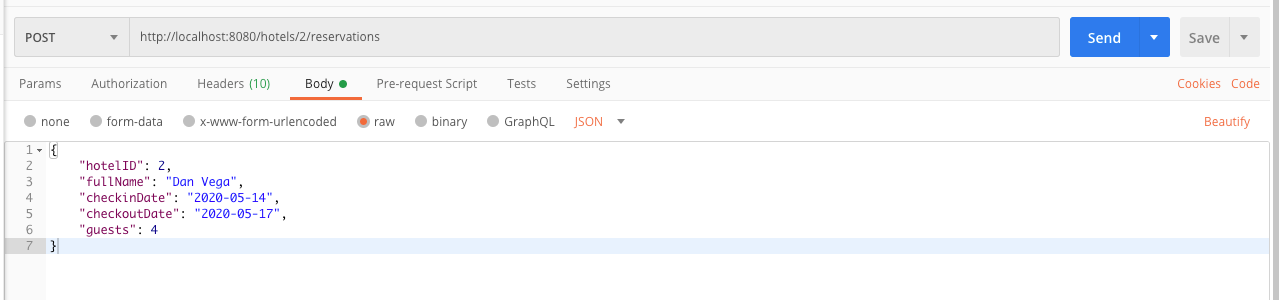 POST http://localhost:8080/hotels/2/reservations Send Save
Params Authorization Headers (10) Body Pre-request Script Tests Settings Cookies Code
none form-data x-www-form-urlencoded raw binary GraphQL JSON Beautify
1 {
2 "hotelID": 2,
3 "fullName": "Dan Vega",
4 "checkinDate": "2020-05-14",
5 "checkoutDate": "2020-05-17",
6 "guests": 4
7 }